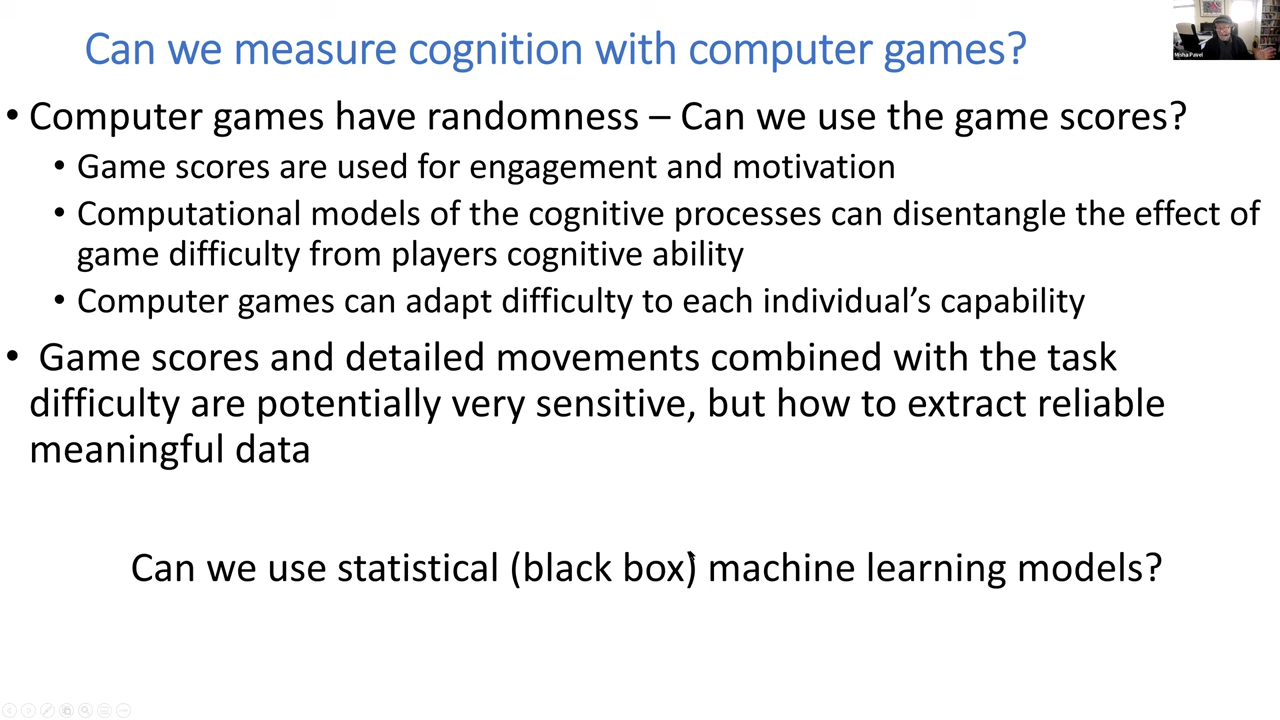 Can we measure cognition with computer games?
• Computer games have randomness – Can we use the game scores?
• Game scores are used for engagement and motivation
• Computational models of the cognitive processes can disentangle the effect of
game difficulty from players cognitive ability
• Computer games can adapt difficulty to each individual’s capability
• Game scores and detailed movements combined with the task
difficulty are potentially very sensitive, but how to extract reliable
meaningful data
Can we use statistical (black box) machine learning models?
Misha Pavel